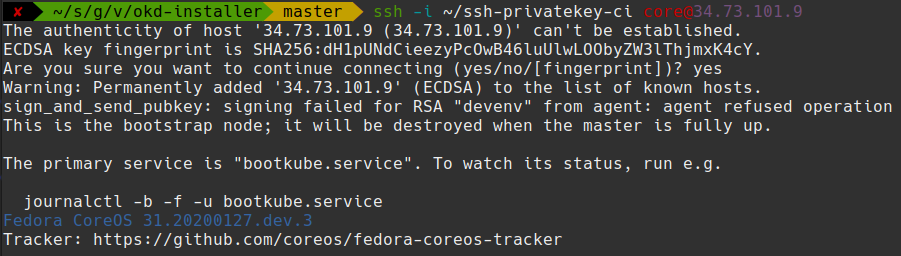 ✘ ~/s/g/v/okd-installer master ssh -i ~/ssh-privatekey-ci core@34.73.101.9
The authenticity of host '34.73.101.9 (34.73.101.9)' can't be established.
ECDSA key fingerprint is SHA256:dH1pUNdCieezyPcOwB46luUlwLOObyZW3lThjmxK4cY.
Are you sure you want to continue connecting (yes/no/[fingerprint])? yes
Warning: Permanently added '34.73.101.9' (ECDSA) to the list of known hosts.
sign_and_send_pubkey: signing failed for RSA "devenv" from agent: agent refused operation
This is the bootstrap node; it will be destroyed when the master is fully up.
The primary service is "bootkube.service". To watch its status, run e.g.
journalctl -b -f -u bootkube.service
Fedora CoreOS 31.20200127.dev.3
Tracker: https://github.com/coreos/fedora-coreos-tracker